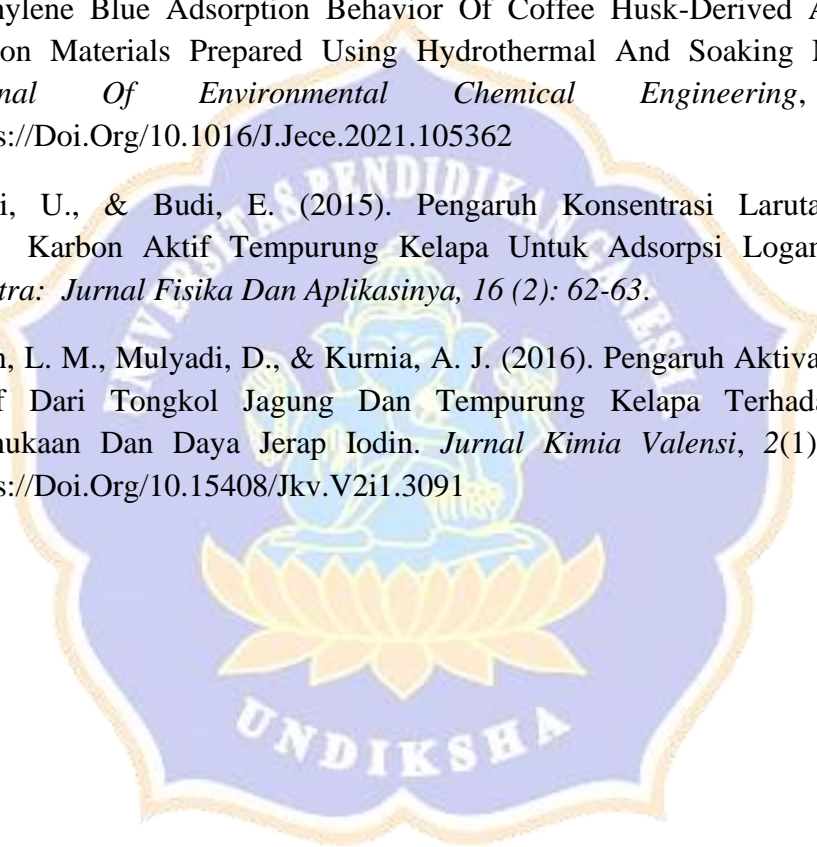 hylene Blue Adsorption Behavior Of Coffee Husk-Derived A
on Materials Prepared Using Hydrothermal And Soaking
nal Of Environmental Chemical Engineering,
s://Doi.Org/10.1016/J.Jece.2021.105362
i, U., & Budi, E. (2015). Pengaruh Konsentrasi Laruta
Karbon Aktif Tempurung Kelapa Untuk Adsorpsi Logan
tra: Jurnal Fisika Dan Aplikasinya, 16 (2): 62-63.
n, L. M., Mulyadi, D., & Kurnia, A. J. (2016). Pengaruh Aktiva
f Dari Tongkol Jagung Dan Tempurung Kelapa Terhada
nukaan Dan Daya Jerap Iodin. Jurnal Kimia Valensi, 2(1)
s://Doi.Org/10.15408/Jkv.V2i1.3091
UNIVERSITAS PENDIDIKAN GANESHA
UNDIKSHA